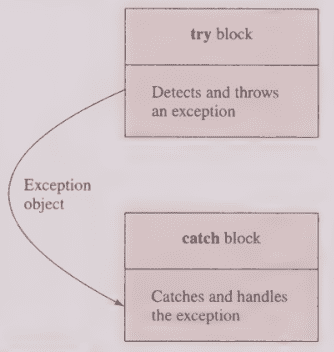 try block
Detects and throws
an exception
Exception
object
catch block
Catches and handles
the exception